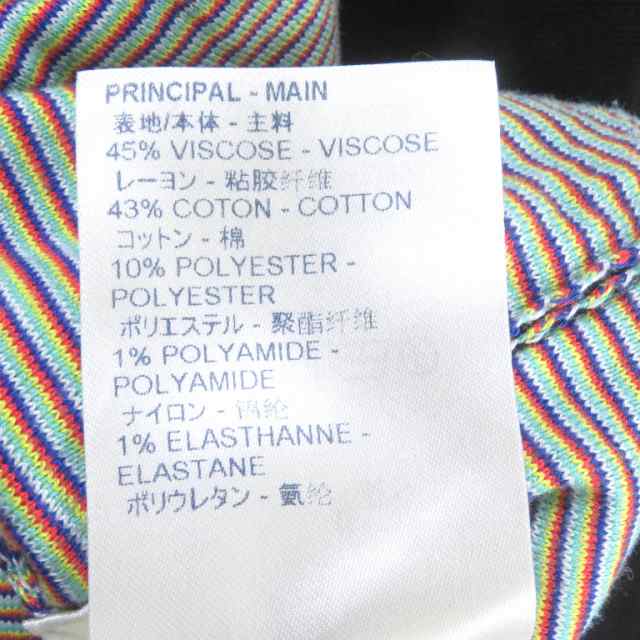 PRINCIPAL - MAIN
表地/本体 - 主料
45% VISCOSE - VISCOSE
レーヨン - 粘胶纤维
43% COTON - COTTON
コットン - 棉
10% POLYESTER -
POLYESTER
ポリエステル - 聚酯纤维
1% POLYAMIDE -
POLYAMIDE
ナイロン -
1% ELASTHANNE -
ELASTANE
ポリウレタン - 氨纶